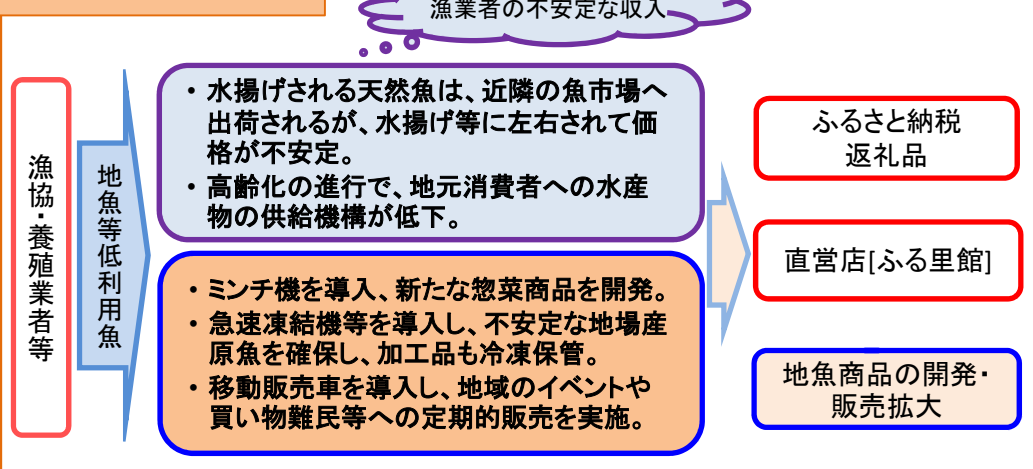 漁業者の不安定な収入
漁協・養殖業者等
地魚等低利用魚
・水揚げされる天然魚は、近隣の魚市場へ
出荷されるが、水揚げ等に左右されて価
格が不安定。
・高齢化の進行で、地元消費者への水産
物の供給機構が低下。
・ミンチ機を導入、新たな惣菜商品を開発。
・急速凍結機等を導入し、不安定な地場産
原魚を確保し、加工品も冷凍保管。
・移動販売車を導入し、地域のイベントや
買い物難民等への定期的販売を実施。
ふるさと納税
返礼品
直営店[ふる里館]
地魚商品の開発・
販売拡大